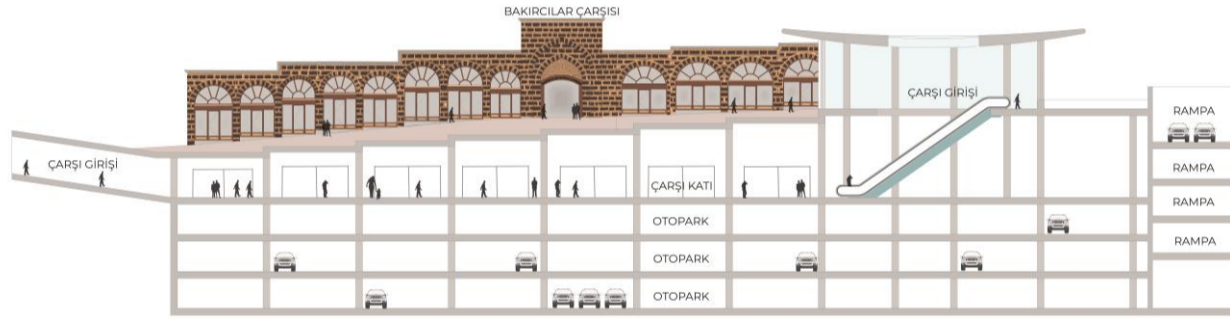 BAKIRCILAR ÇARŞISI
ÇARŞI GİRİŞİ
RAMPA
ÇARŞI GİRİŞİ
RAMPA
ÇARŞI KATI
RAMPA
OTOPARK
RAMPA
OTOPARK
OTOPARK